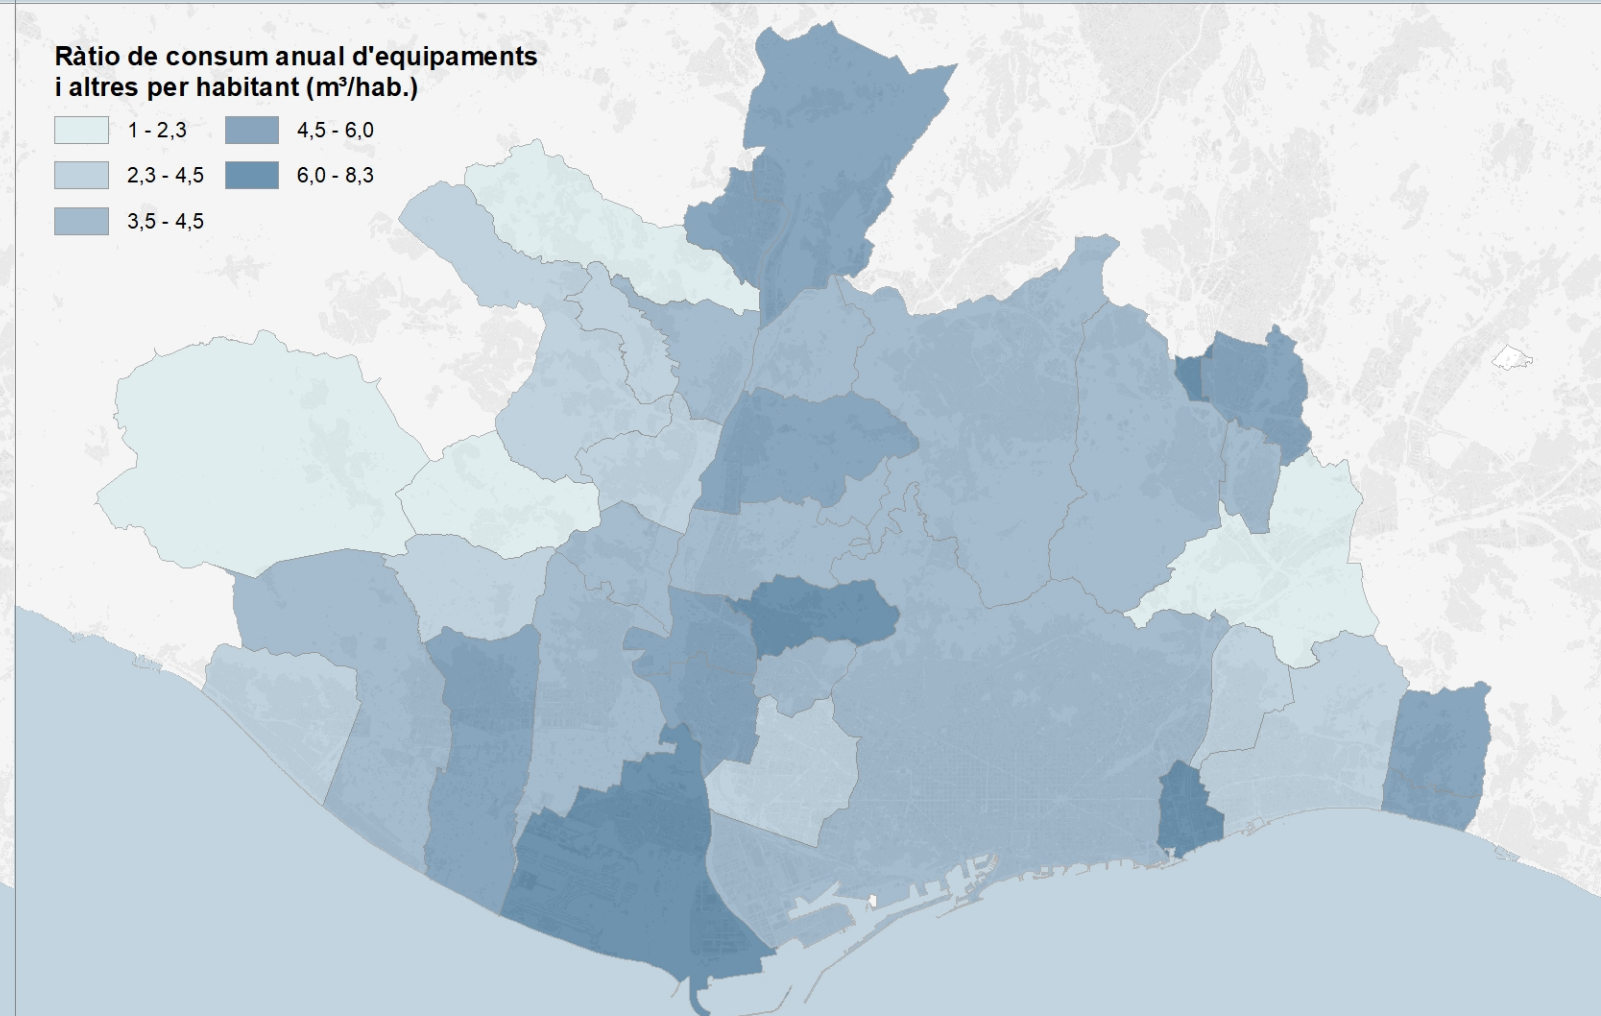 Ràtio de consum anual d'equipaments
i altres per habitant (m³/hab.)
1 - 2,3
4,5 - 6,0
2,3 - 4,5
6,0 - 8,3
3,5 - 4,5